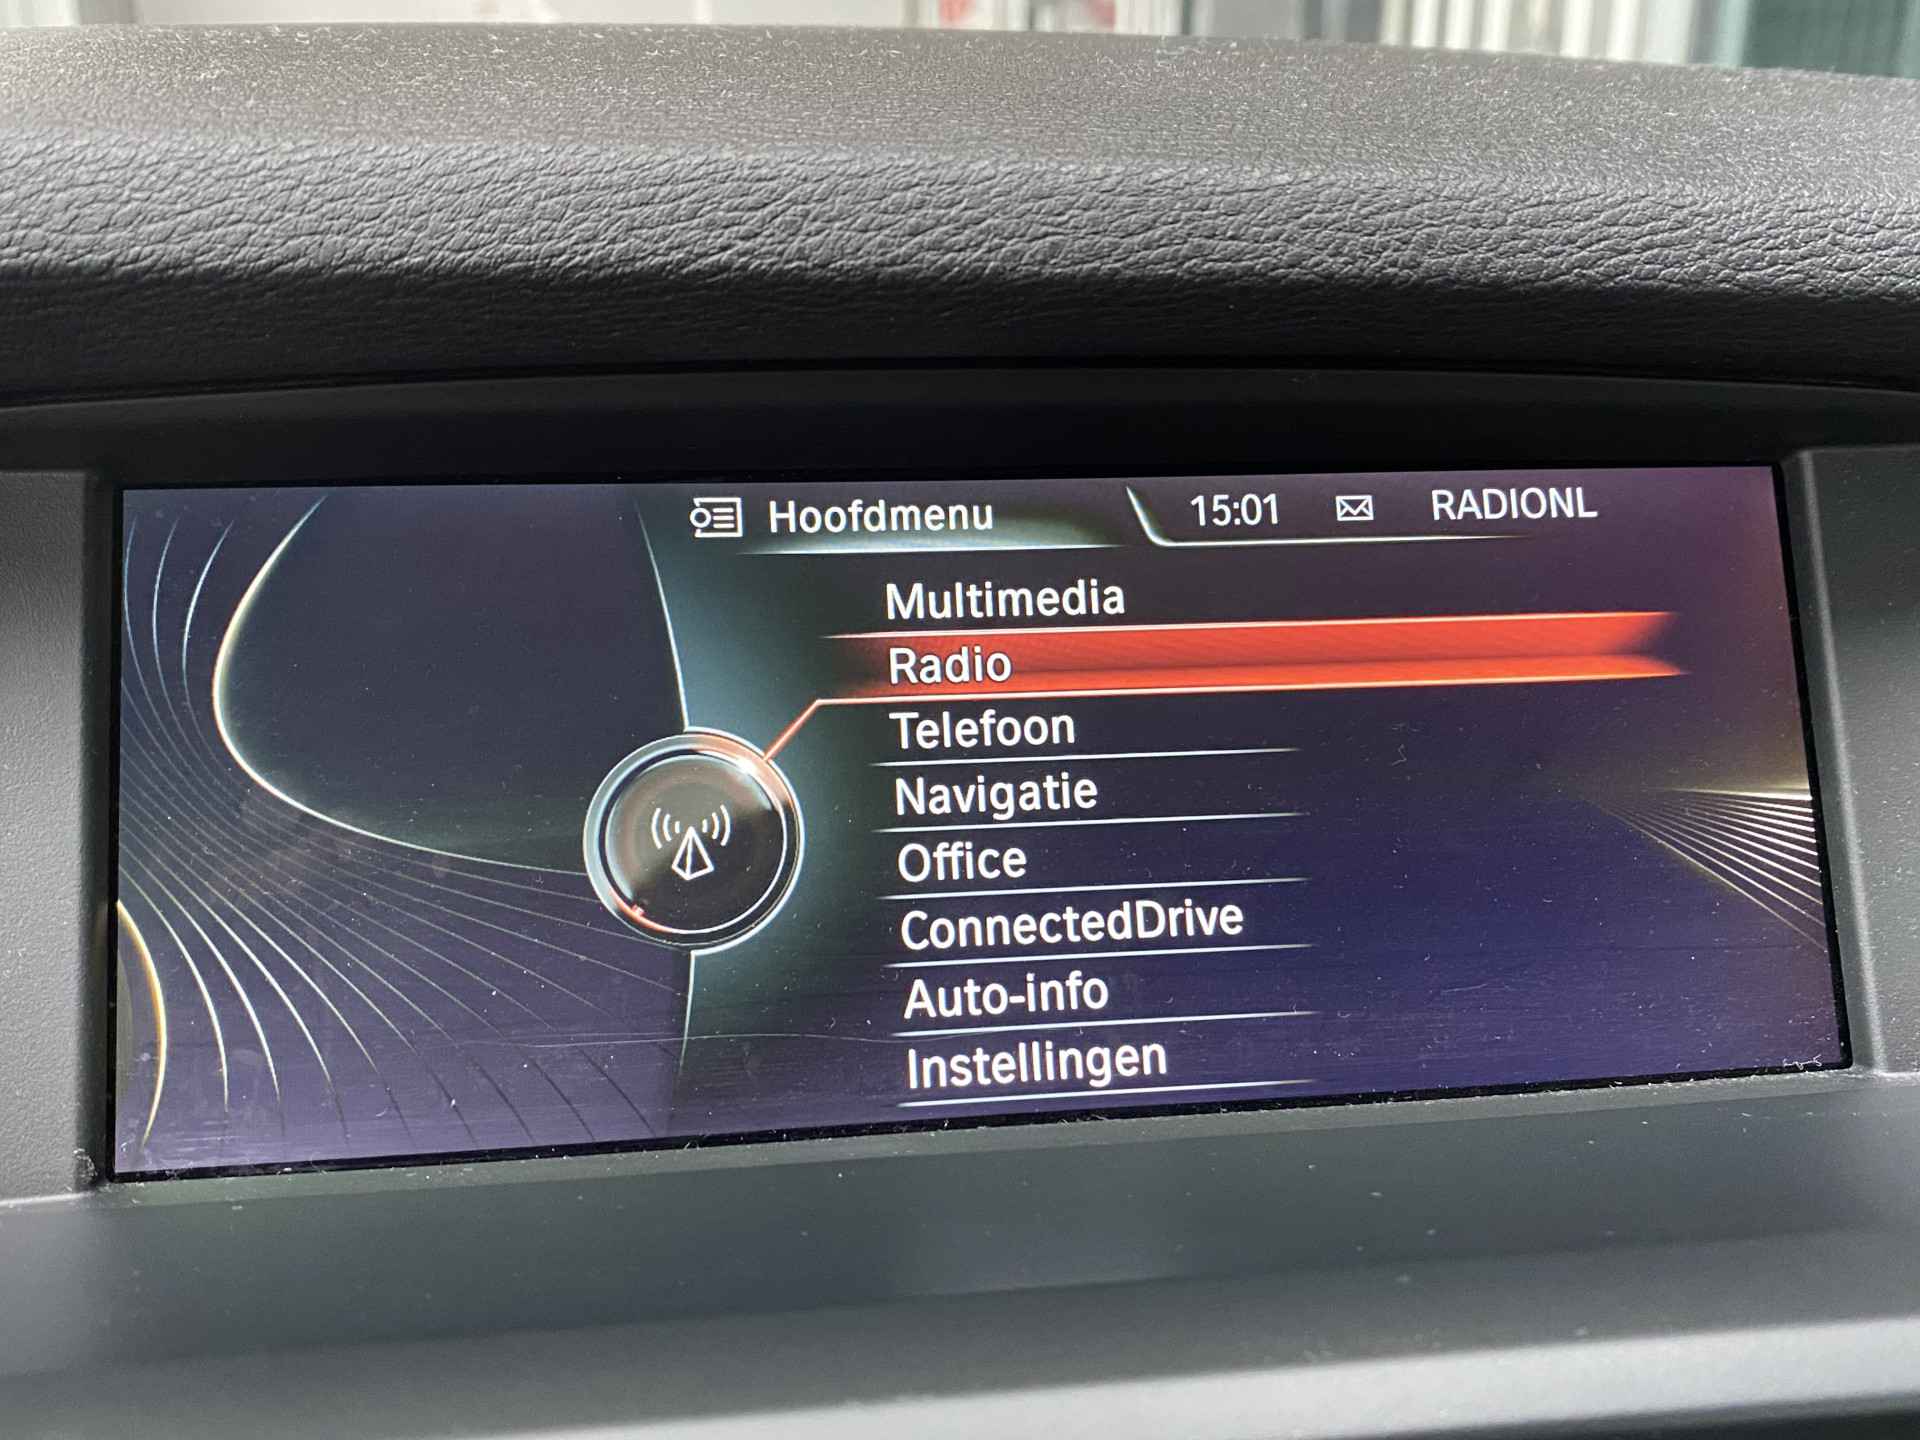 Hoofdmenu 15:01 RADIONL
Multimedia
Radio
Telefoon
Navigatie
Office
ConnectedDrive
Auto-info
Instellingen